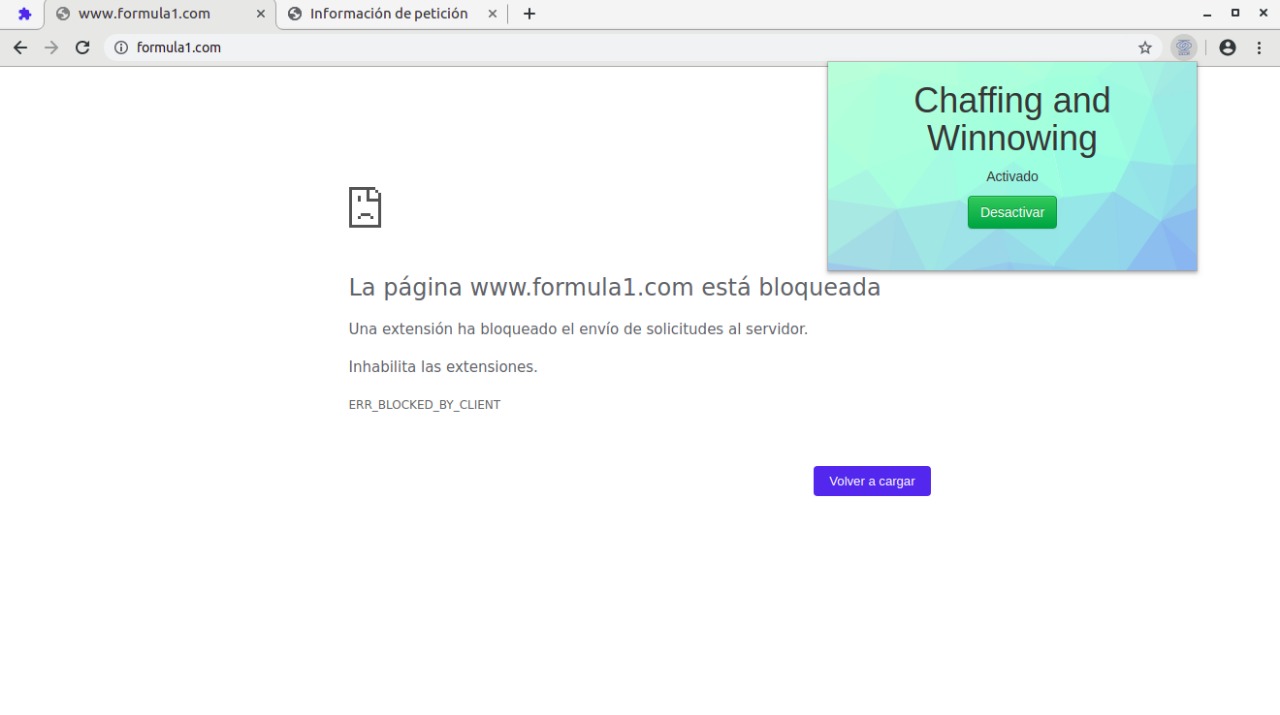 www.formula1.com
Información de petición
formula1.com
Chaffing and
Winnowing
Activado
Desactivar
La página www.formula1.com está bloqueada
Una extensión ha bloqueado el envío de solicitudes al servidor.
Inhabilita las extensiones.
ERR_BLOCKED_BY_CLIENT
Volver a cargar